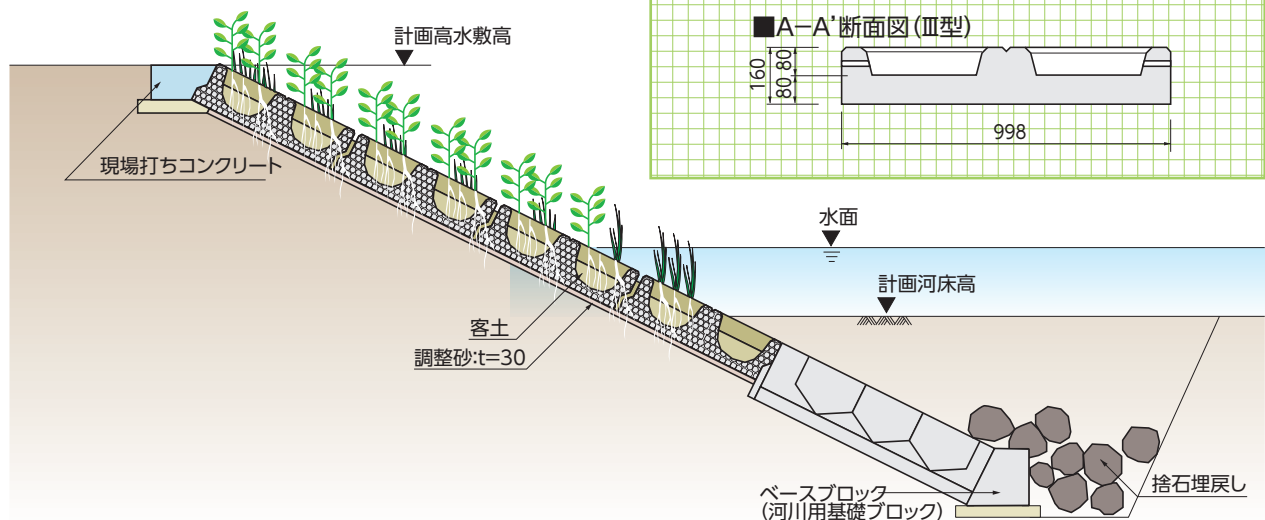 計画高水敷高
■A－A’断面図(Ⅲ型)
160
80
80
998
現場打ちコンクリート
水面
計画河床高
客土
調整砂:t=30
捨石埋戻し
ベースブロック
(河川用基礎ブロック)